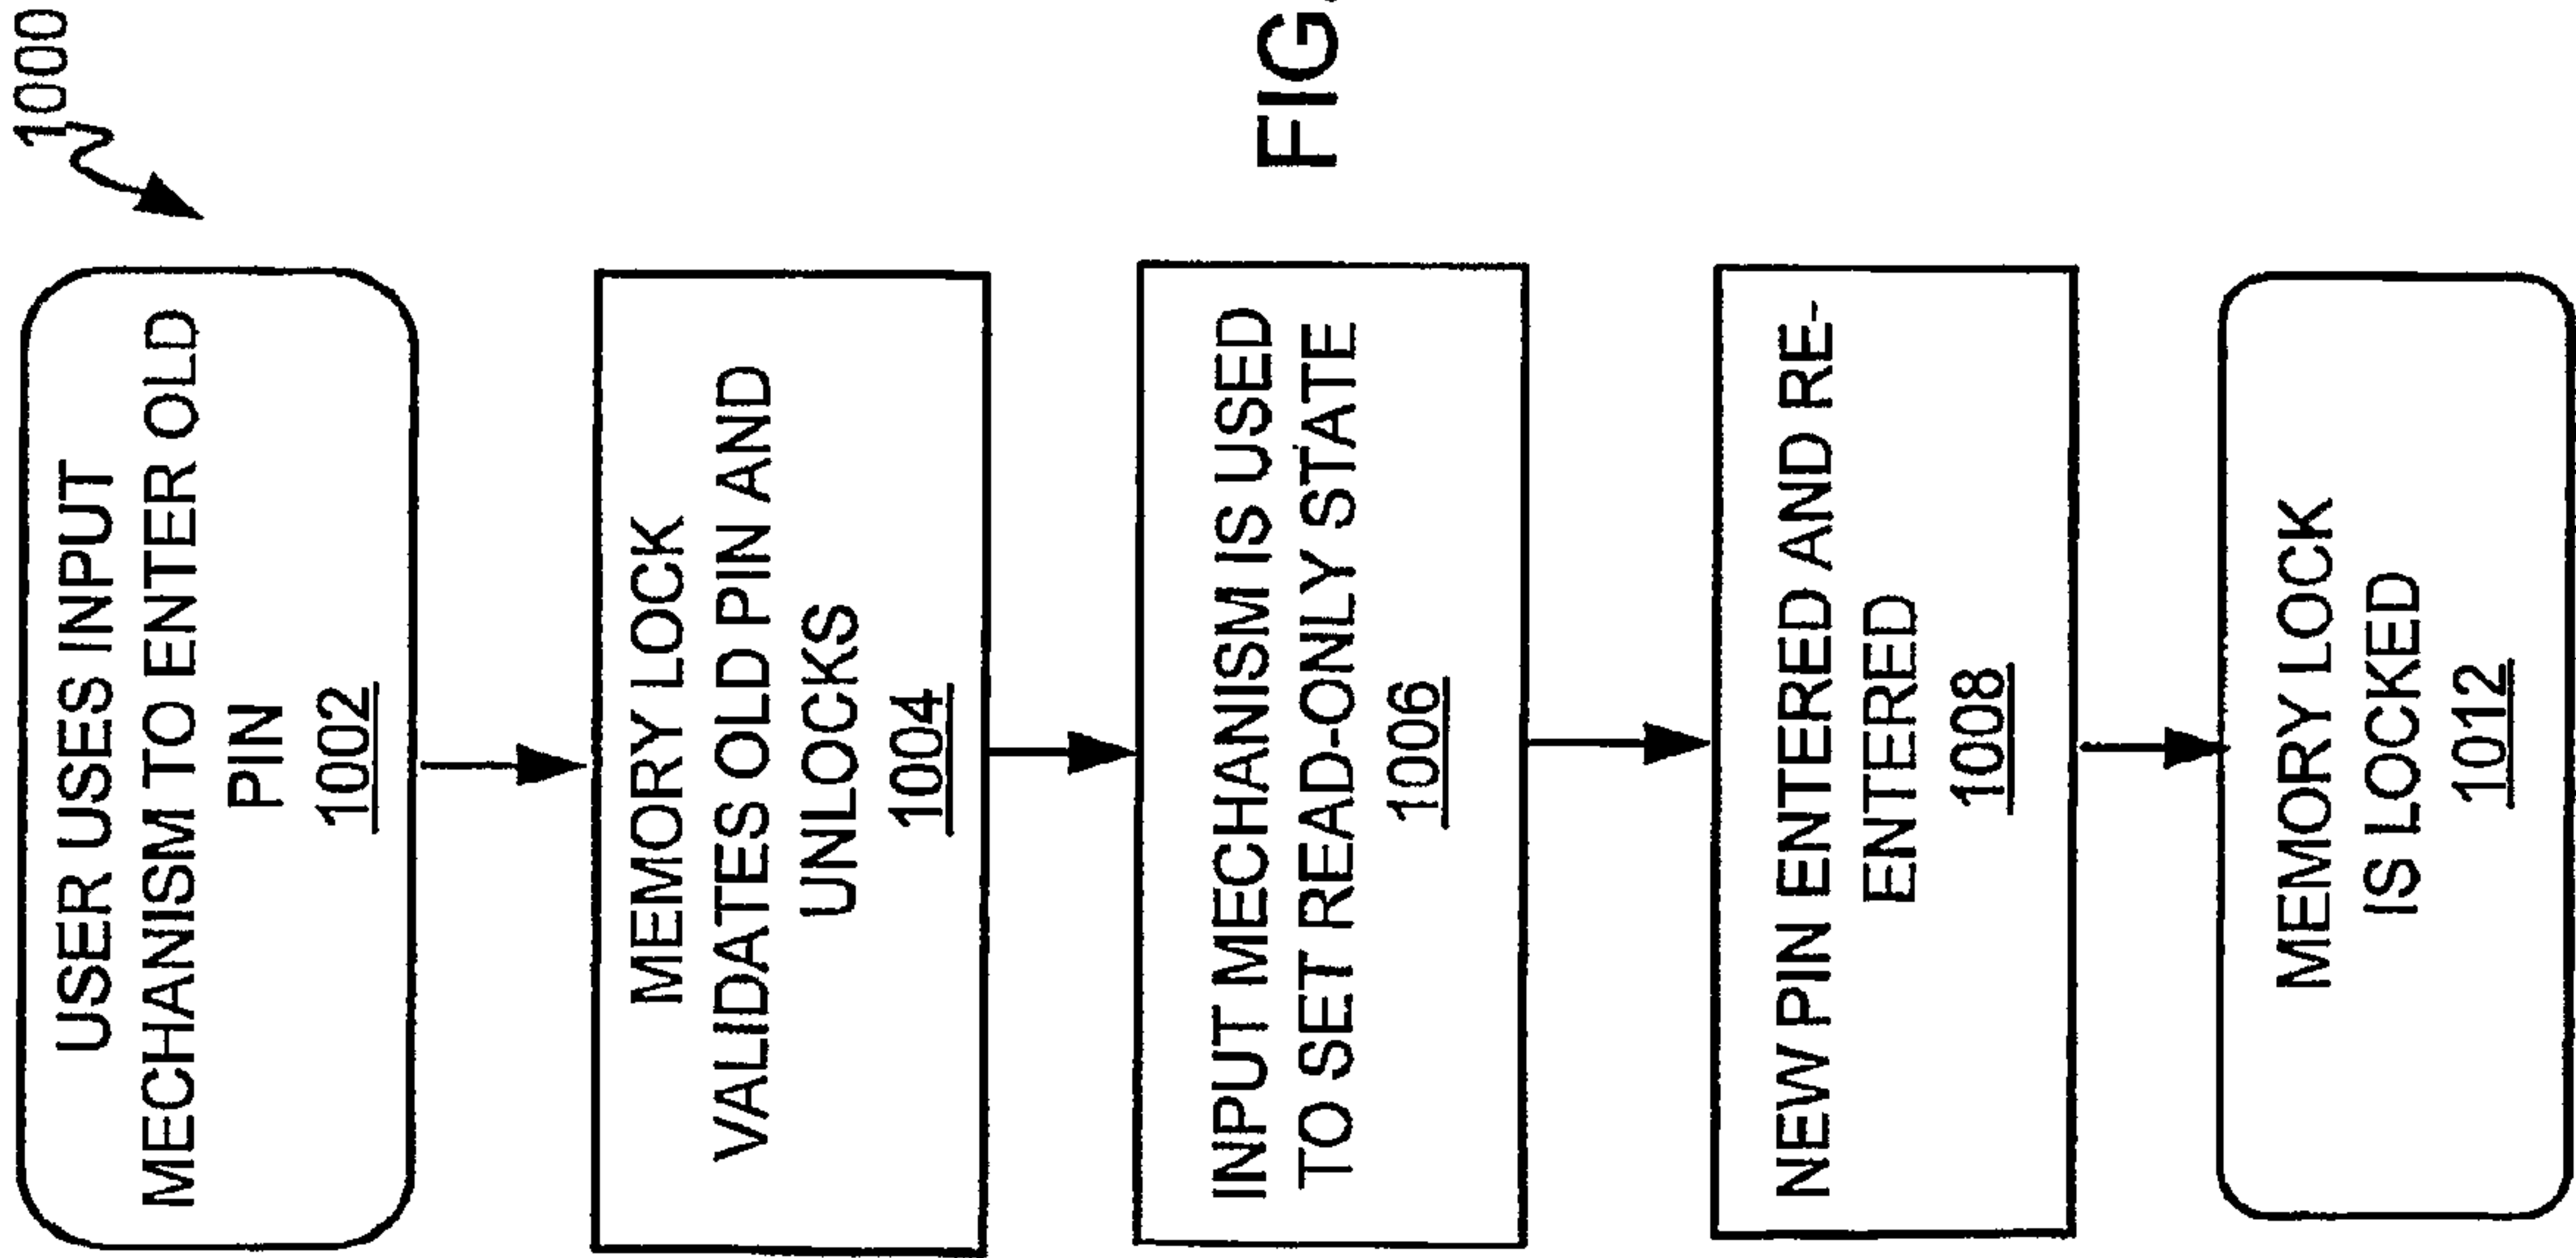 1000
USER USES INPUT
MECHANISM TO ENTER OLD
PIN
1002
MEMORY LOCK
VALIDATES OLD PIN AND
UNLOCKS
1004
INPUT MECHANISM IS USED
TO SET READ-ONLY STATE
1006
NEW PIN ENTERED AND RE-
ENTERED
1008
MEMORY LOCK
IS LOCKED
1012
FIG.